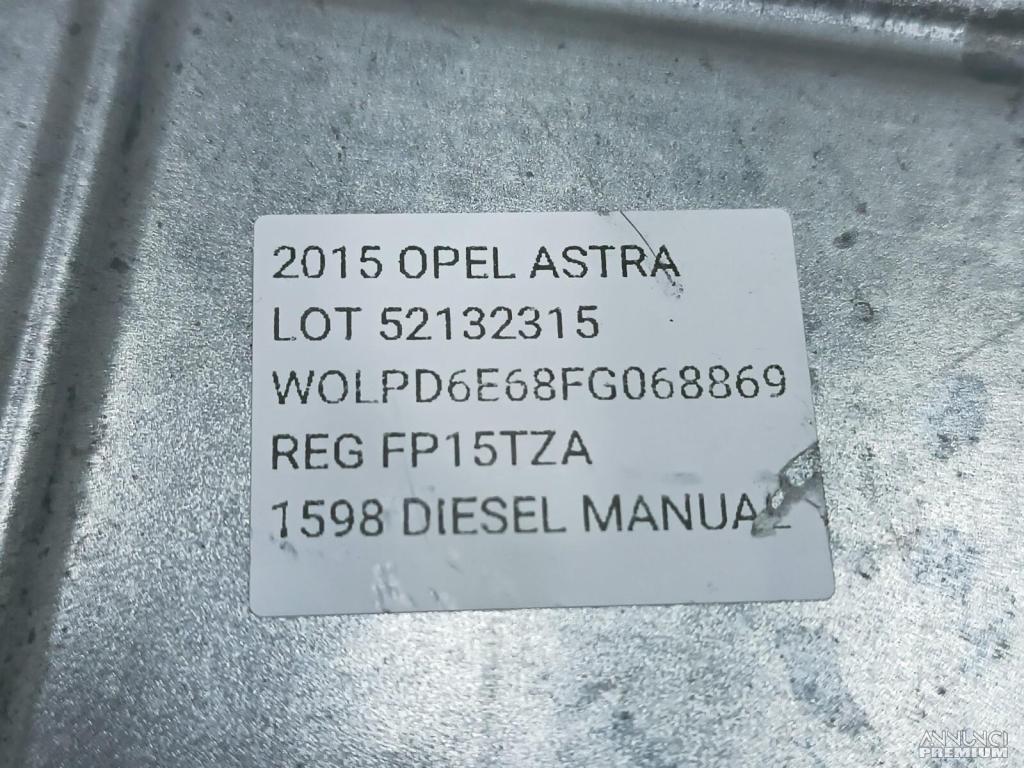 2015 OPEL ASTRA
LOT 52132315
WOLPD6E68FG068869
REG FP15TZA
1598 DIESEL MANUAL
ANNUNCI
PREMIUM